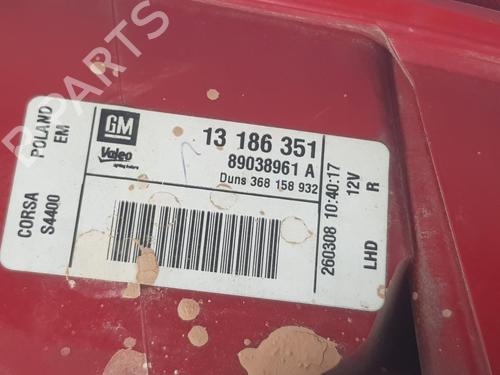 B-PARTS
CORSA POLAND
S4400 EM
GM
Valeo
13 186 351
89038961 A
Duns 368 158 932
260308 10:40:17
LHD 12V R